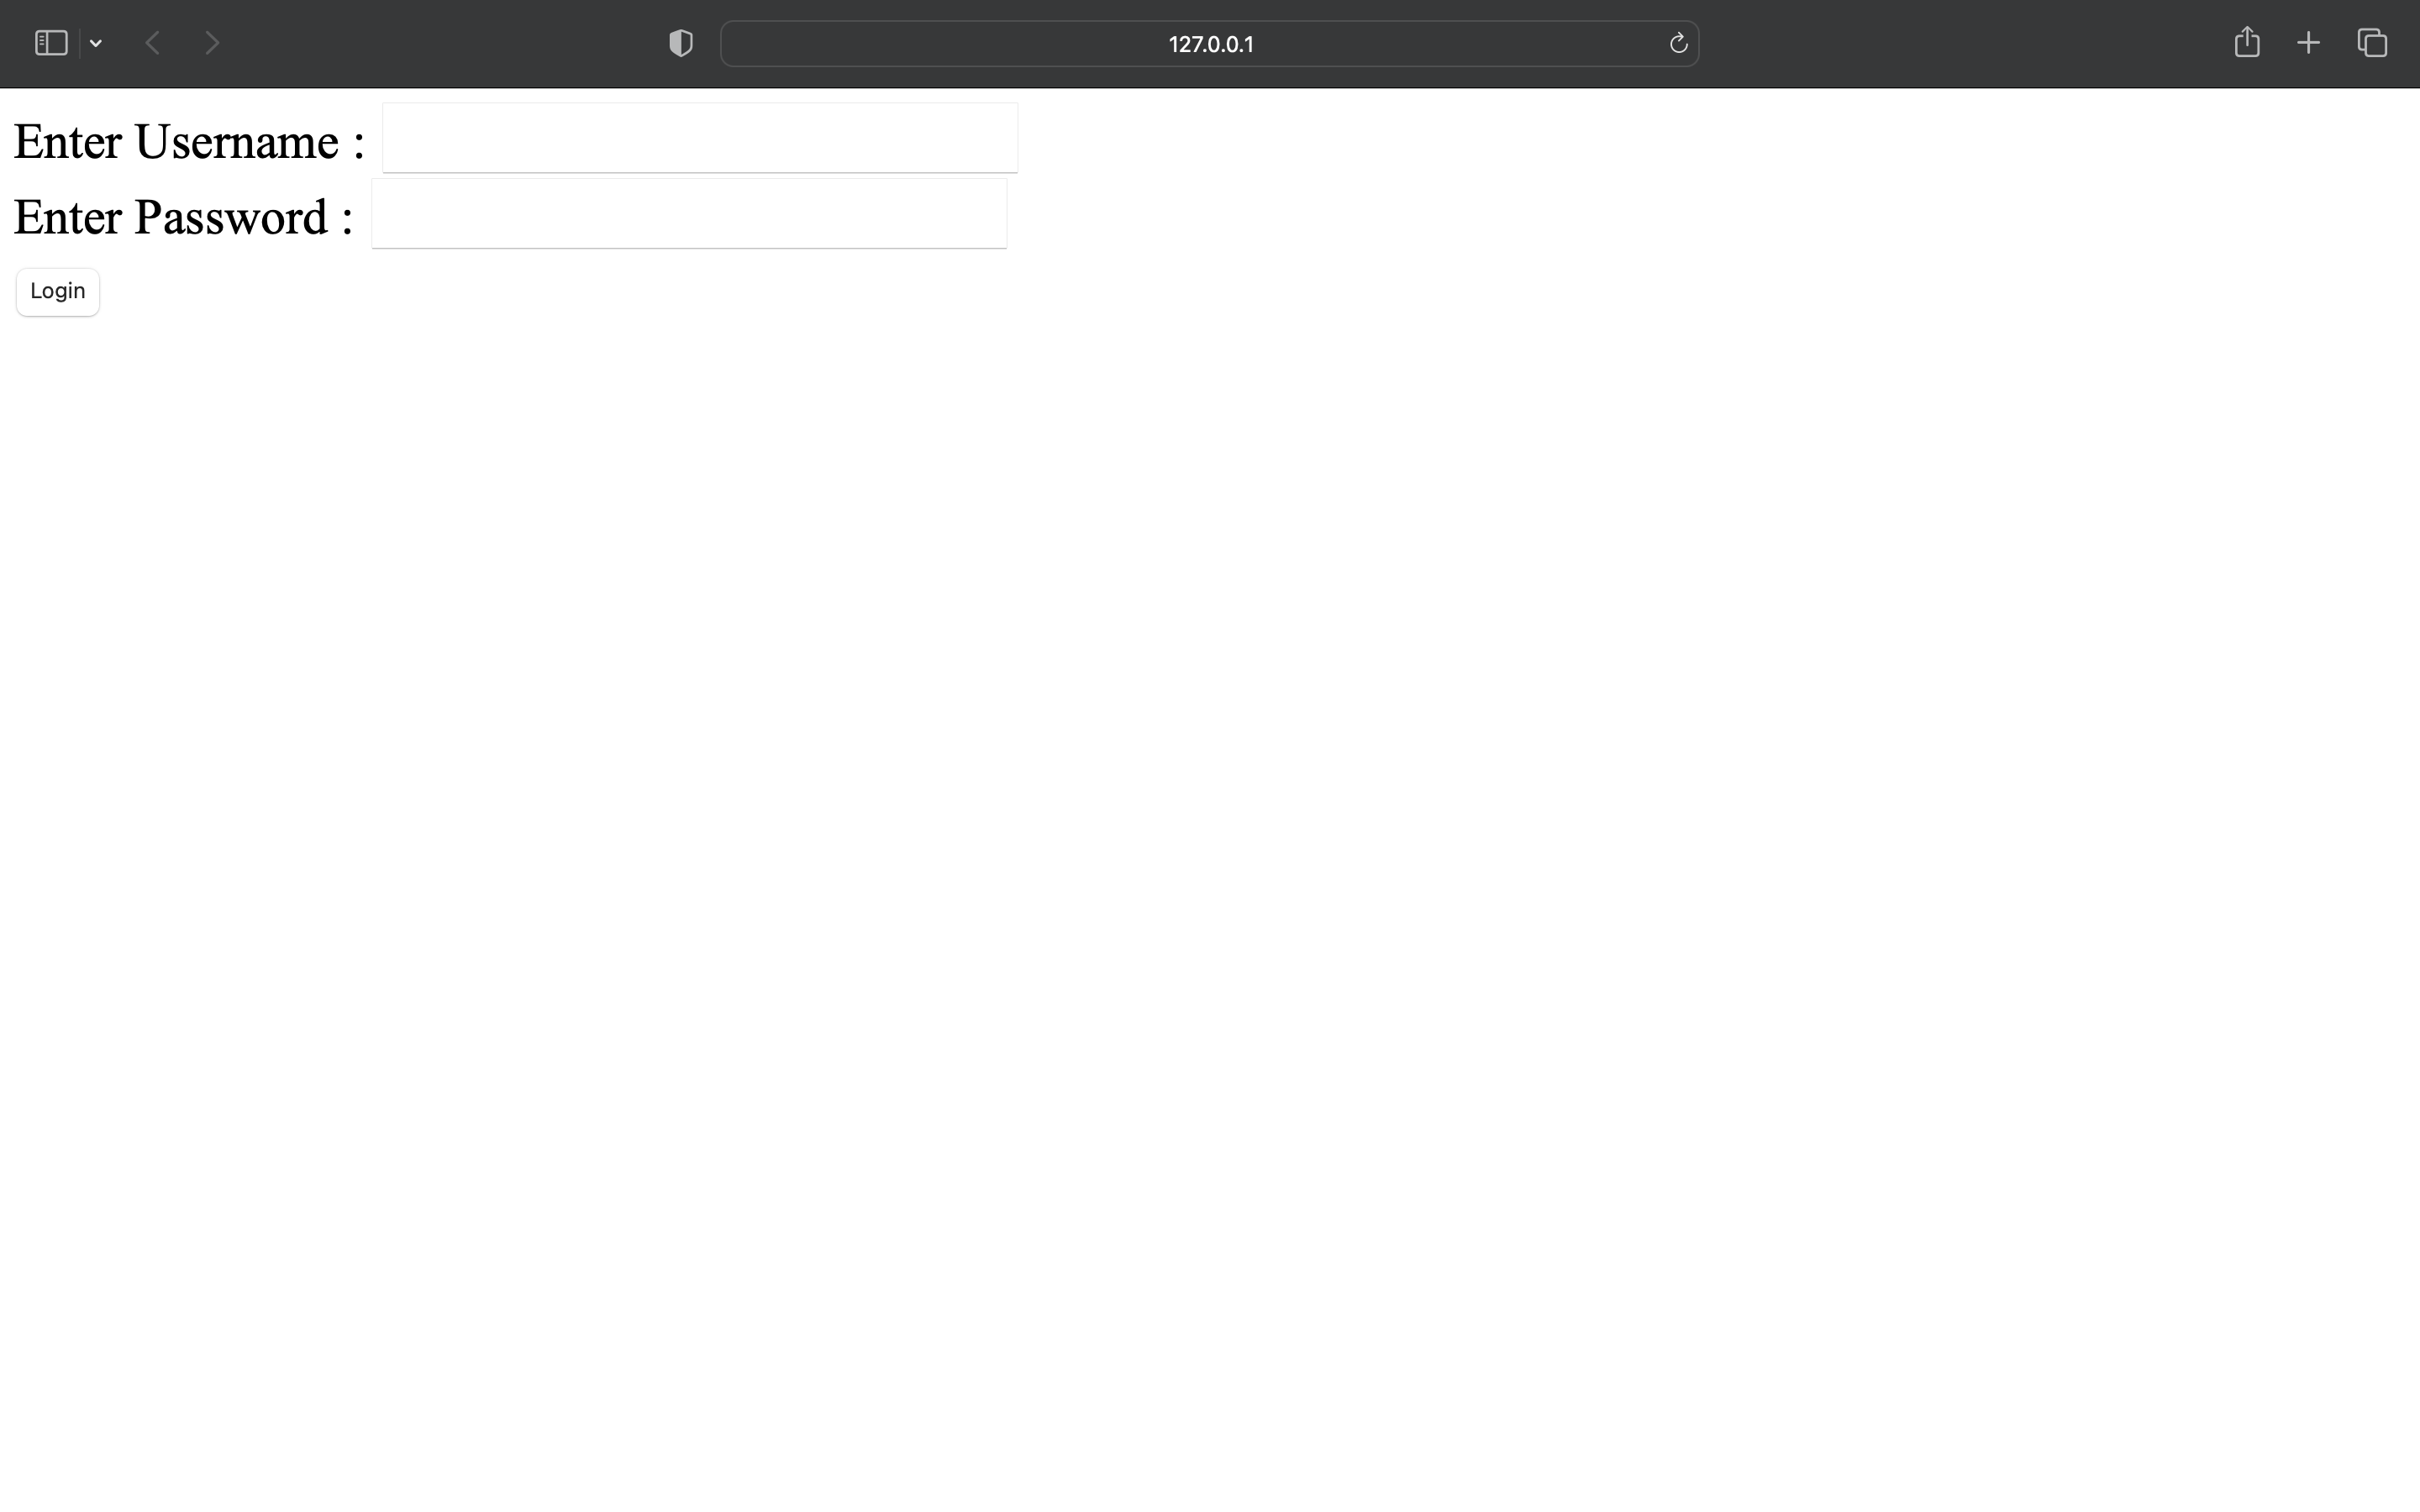 127.0.0.1
Enter Username :
Enter Password :
Login